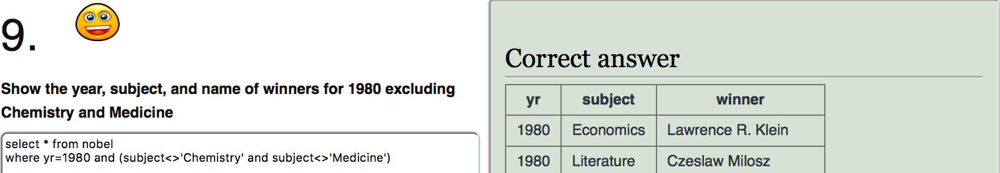 9.
Show the year, subject, and name of winners for 1980 excluding
Chemistry and Medicine
select * from nobel
where yr=1980 and (subject<>'Chemistry' and subject<>'Medicine')
Correct answer
yr subject winner
1980 Economics Lawrence R. Klein
1980 Literature Czeslaw Milosz